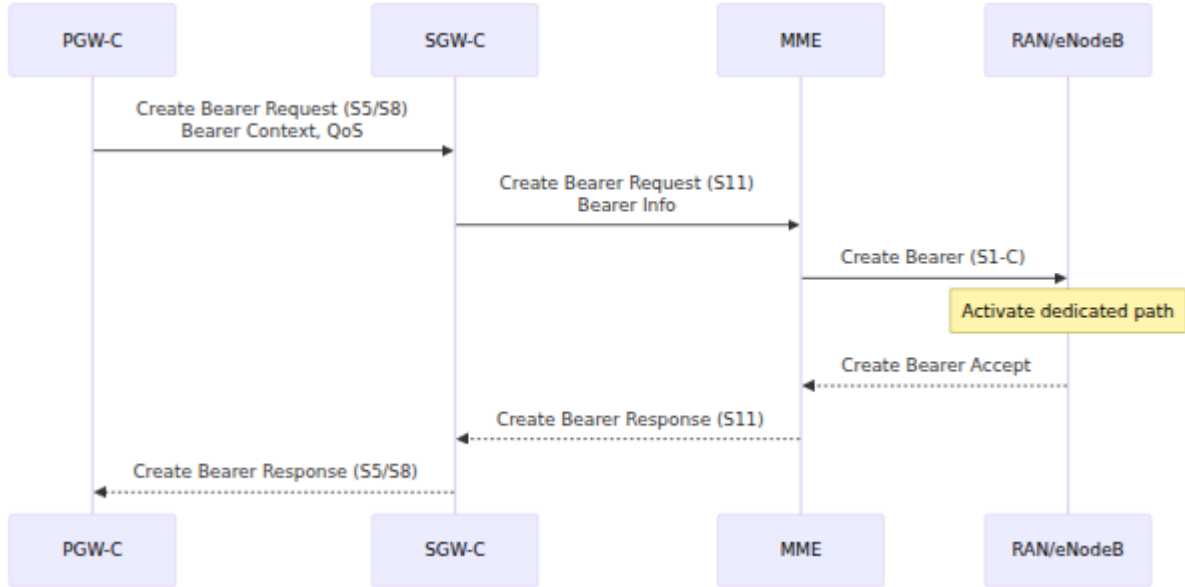 PGW-C
SGW-C
MME
RAN/eNodeB
Create Bearer Request (S5/S8)
Bearer Context, QoS
Create Bearer Request (S11)
Bearer Info
Create Bearer (S1-C)
Activate dedicated path
Create Bearer Accept
Create Bearer Response (S11)
Create Bearer Response (S5/S8)
PGW-C
SGW-C
MME
RAN/eNodeB